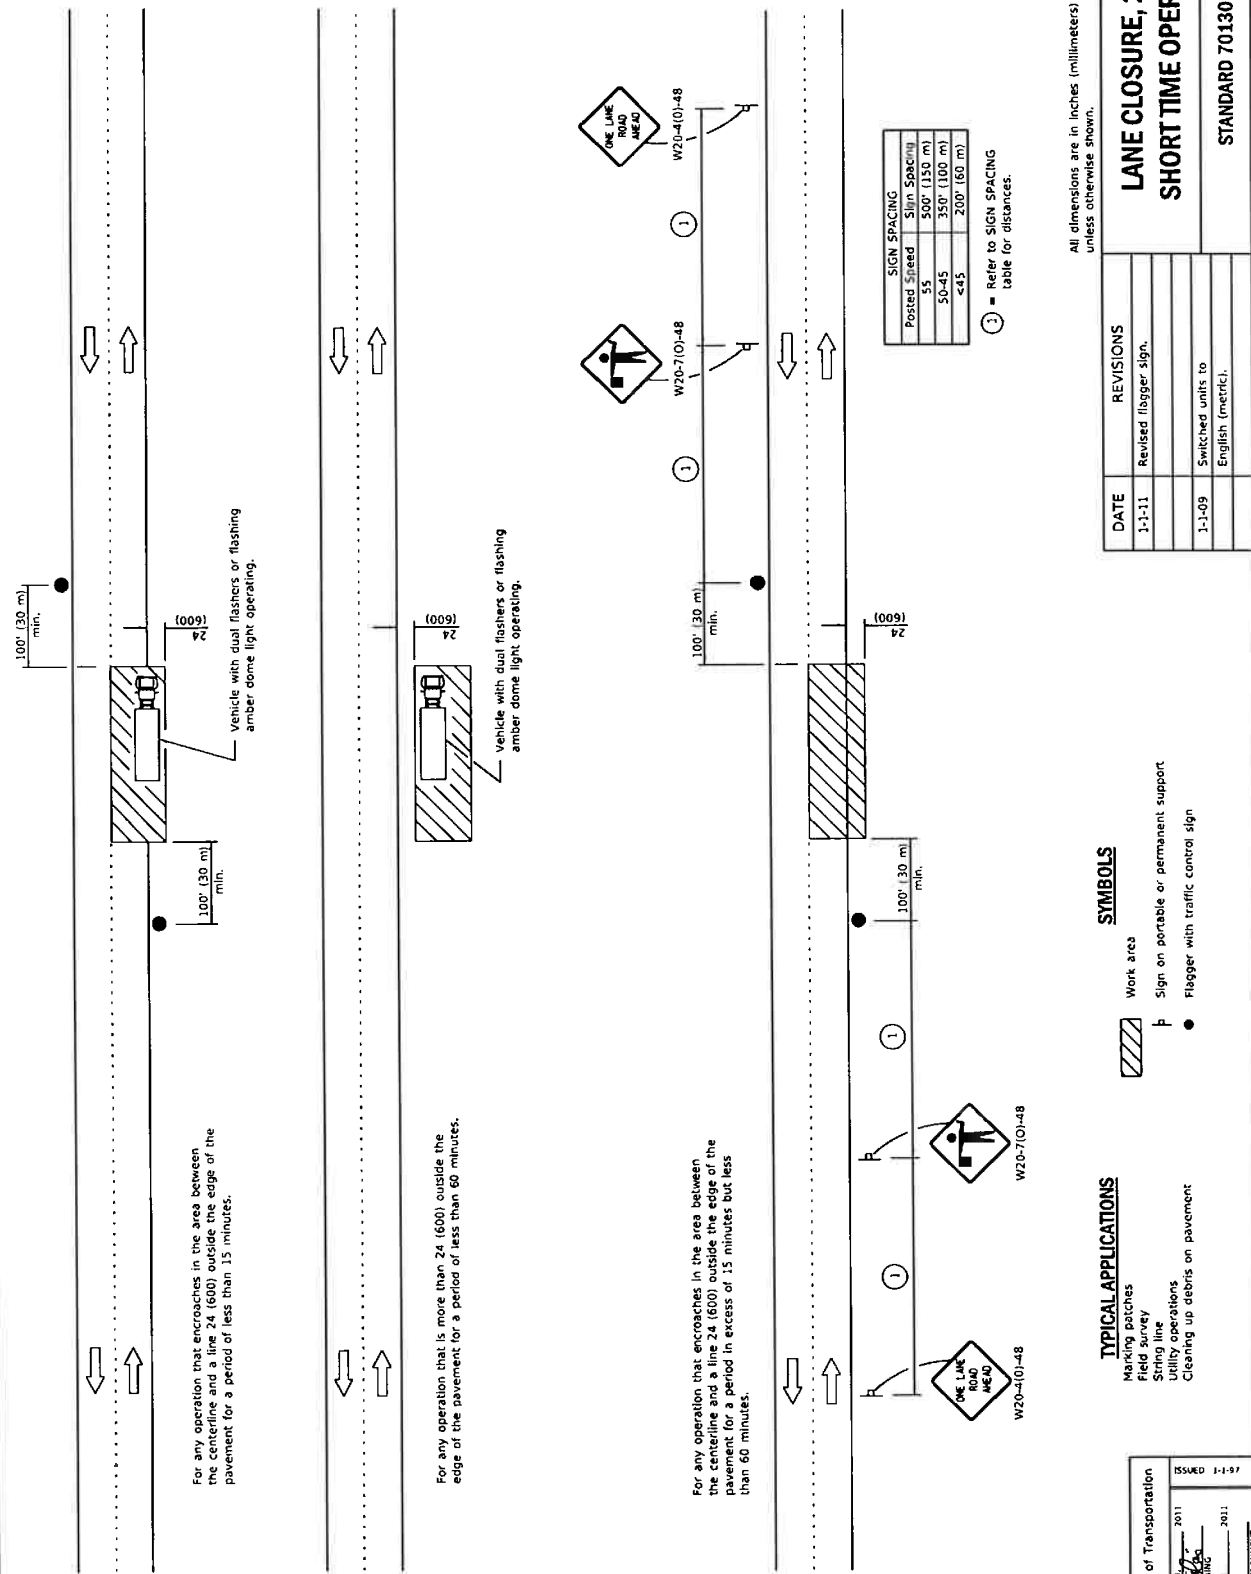 100' (30 m)
min.
24
(600)
Vehicle with dual flashers or flashing
amber dome light operating.
100' (30 m)
min.
For any operation that encroaches in the area between
the centerline and a line 24 (600) outside the edge of the
pavement for a period of less than 15 minutes.
24
(600)
Vehicle with dual flashers or flashing
amber dome light operating.
For any operation that is more than 24 (600) outside the
edge of the pavement for a period of less than 60 minutes.
ONE LANE
ROAD
AHEAD
W20-4(O)-48
W20-7(O)-48
1
1
100' (30 m)
min.
24
(600)
100' (30 m)
min.
1
1
W20-7(O)-48
ONE LANE
ROAD
AHEAD
W20-4(O)-48
For any operation that encroaches in the area between
the centerline and a line 24 (600) outside the edge of the
pavement for a period in excess of 15 minutes but less
than 60 minutes.
SIGN SPACING
Posted Speed Sign Spacing
55 500' (150 m)
50-45 350' (100 m)
<45 200' (60 m)
1 = Refer to SIGN SPACING
table for distances.
TYPICAL APPLICATIONS
Marking patches
Field survey
String line
Utility operations
Cleaning up debris on pavement
SYMBOLS
Work area
Sign on portable or permanent support
Flagger with traffic control sign
All dimensions are in inches (millimeters)
unless otherwise shown.
DATE REVISIONS
1-1-11 Revised flagger sign.
1-1-09 Switched units to
English (metric).
LANE CLOSURE,
SHORT TIME OPER
STANDARD 70130
of Transportation
2011
2011
ISSUED 1-1-97